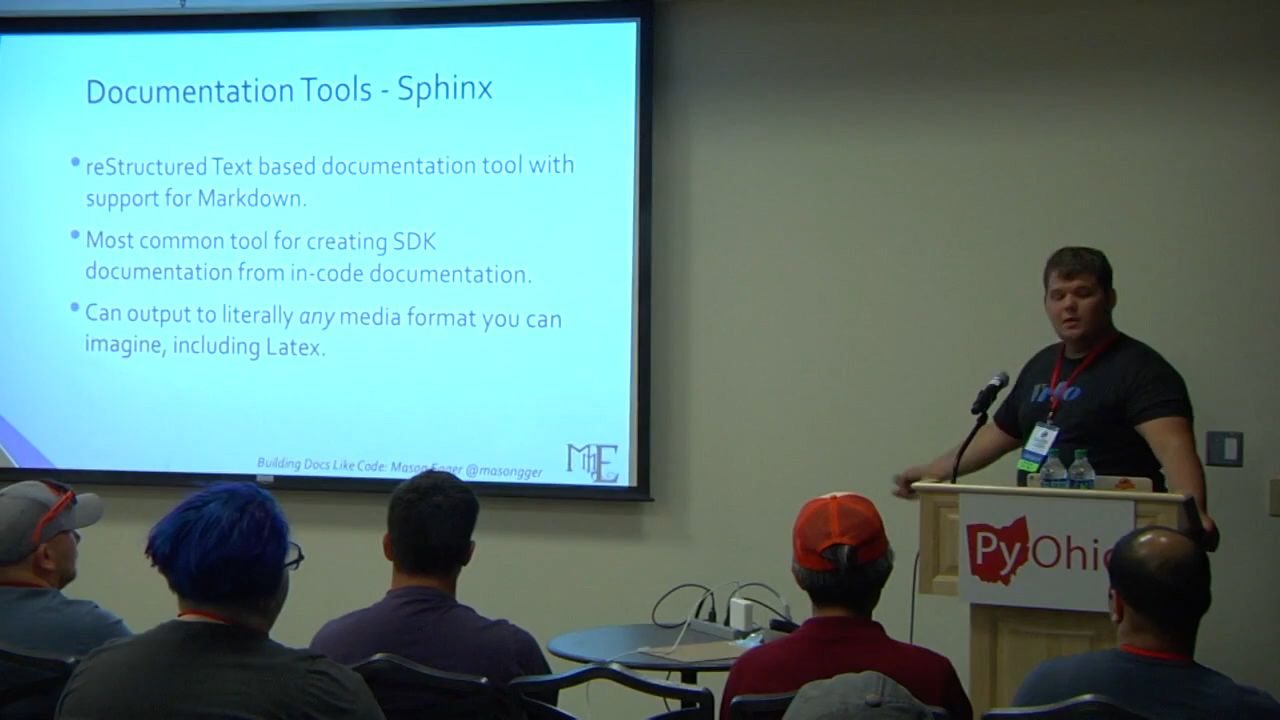 Documentation Tools - Sphinx
reStructured Text based documentation tool with
support for Markdown.
Most common tool for creating SDK
documentation from in-code documentation.
Can output to literally any media format you can
imagine, including Latex.
Building Docs Like Code: Mason Egger @masongger
PyOhio